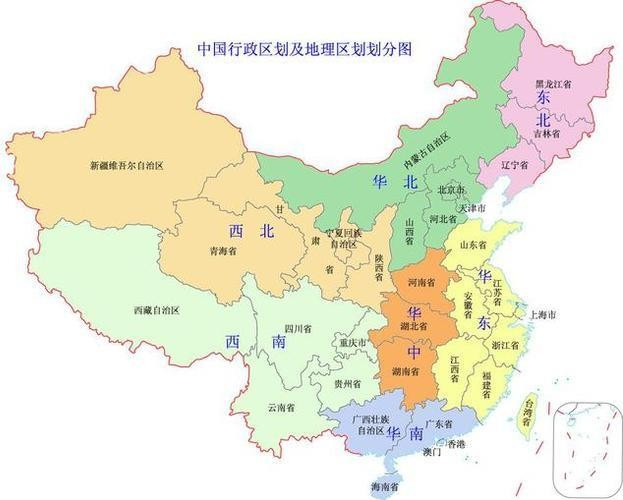 中国行政区划及地理区划划分图
黑龙江省
东
北
吉林省
辽宁省
内蒙古自治区
华北
北京市
天津市
河北省
山西省
新疆维吾尔自治区
西北
青海省
甘
肃
省
宁夏回族
自治区
陕西省
山东省
华
东
江苏省
安徽省
上海市
浙江省
江西省
福建省
台湾省
河南省
华
湖北省
中
湖南省
西藏自治区
西南
四川省
重庆市
贵州省
云南省
广西壮族
自治区
华南
广东省
香港
澳门
海南省